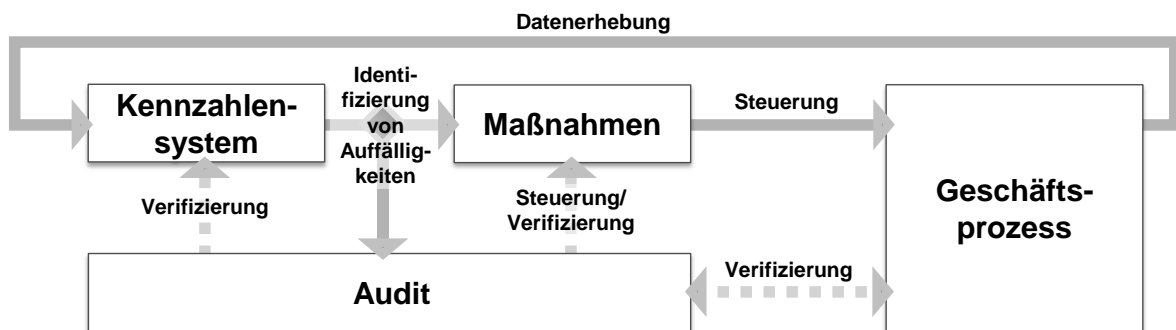 Datenerhebung
Kennzahlen-
system
Identi-
fizierung
von
Auffällig-
keiten
Maßnahmen
Steuerung
Geschäfts-
prozess
Verifizierung
Steuerung/
Verifizierung
Audit
Verifizierung